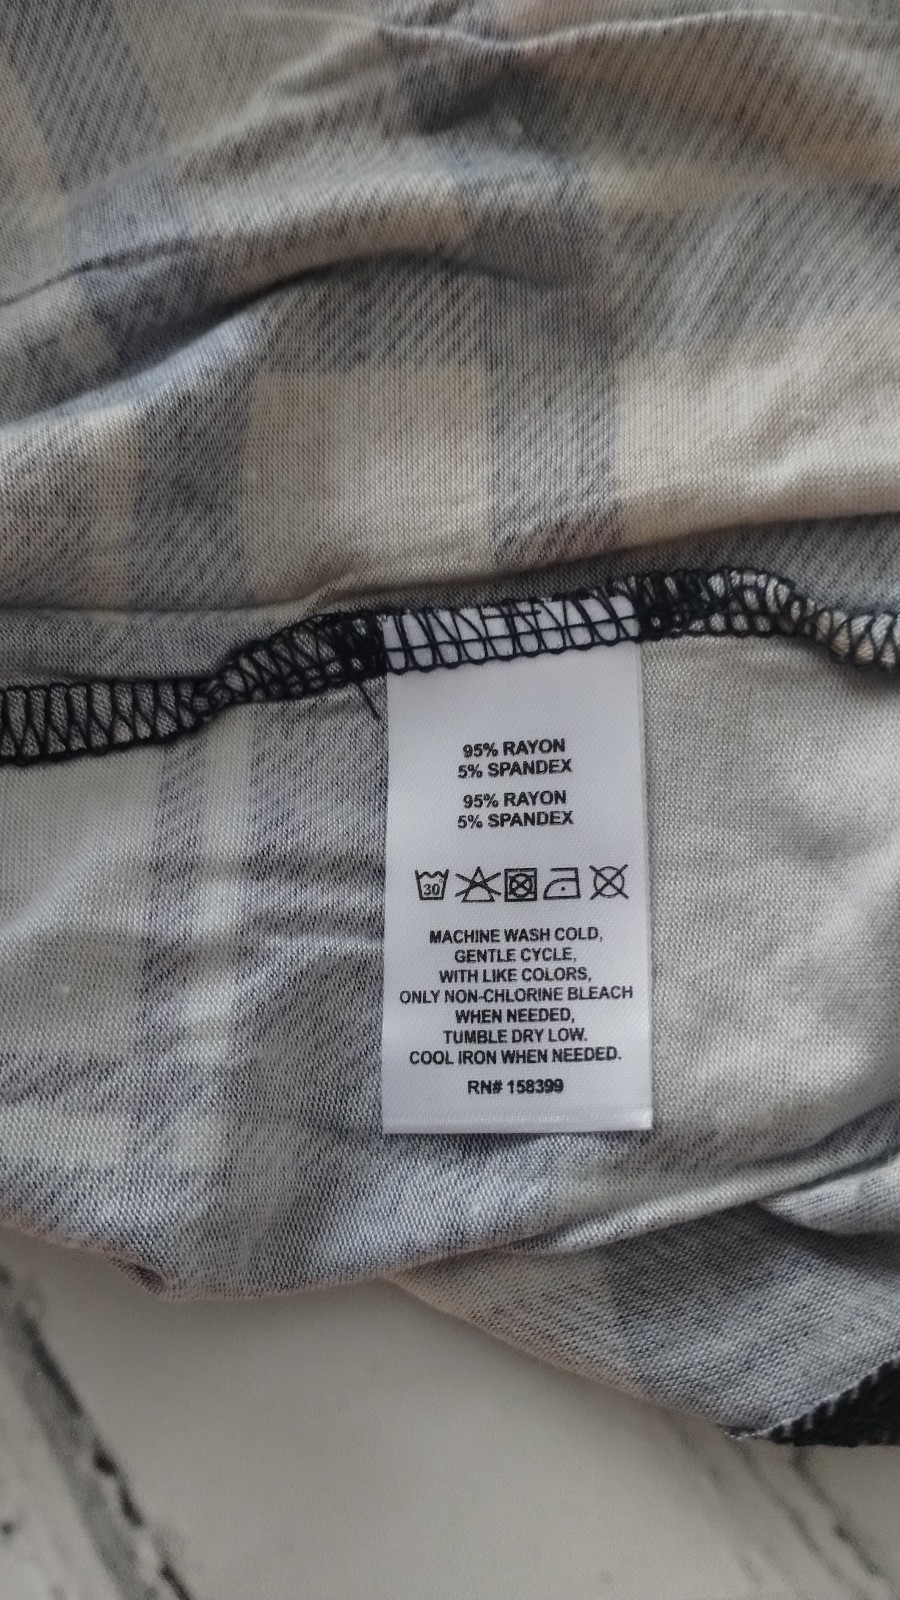 95% RAYON
5% SPANDEX
95% RAYON
5% SPANDEX
30°
MACHINE WASH COLD,
GENTLE CYCLE,
WITH LIKE COLORS,
ONLY NON-CHLORINE BLEACH
WHEN NEEDED,
TUMBLE DRY LOW.
COOL IRON WHEN NEEDED.
RN# 158399